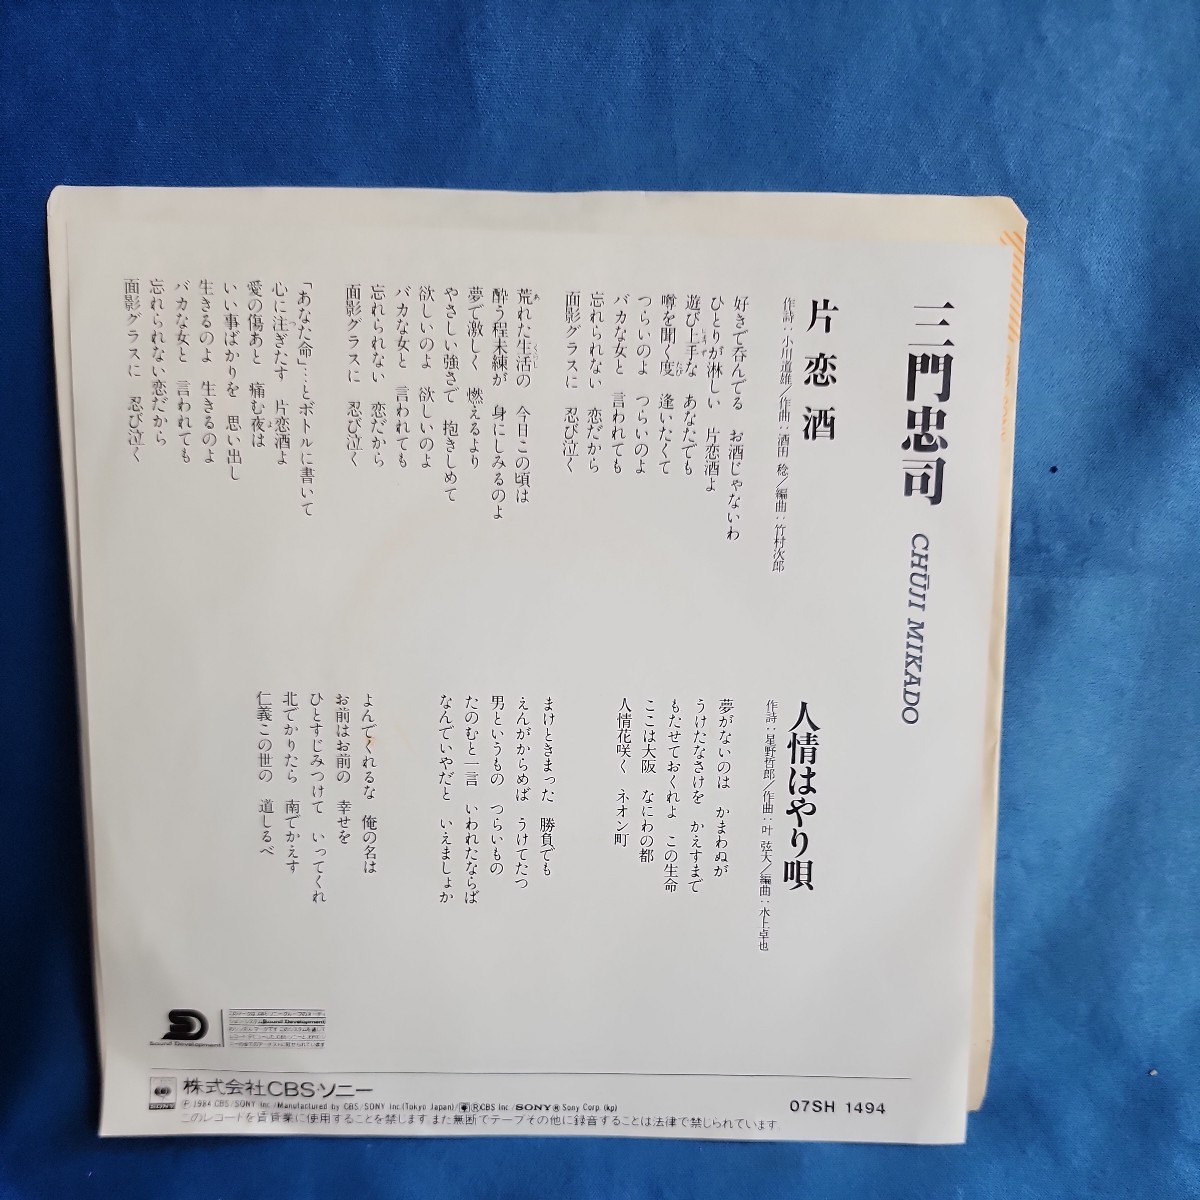 三門忠司
CHŪJI MIKADO
片恋酒
作詩:小川道雄/作曲:酒田 稔/編曲:竹村次郎
好きで呑んでる お酒じゃないわ
ひとりが淋しい 片恋酒よ
遊び上手な あなたでも
噂を聞く度 逢いたくて
つらいのよ つらいのよ
バカな女と 言われても
忘れられない 恋だから
面影グラスに 忍び泣く
荒れた生活の 今日この頃は
酔う程未練が 身にしみるのよ
夢で激しく 燃えるより
やさしい強さで 抱きしめて
欲しいのよ 欲しいのよ
バカな女と 言われても
忘れられない 恋だから
面影グラスに 忍び泣く
「あなた命」…とボトルに書いて
心に注ぎたす 片恋酒よ
愛の傷あと 痛む夜は
いい事ばかりを 思い出し
生きるのよ 生きるのよ
バカな女と 言われても
忘れられない恋だから
面影グラスに 忍び泣く
人情はやり唄
作詩:星野哲郎/作曲:叶 弦大/編曲:水上卓也
夢がないのは かまわぬが
うけたなさけを かえすまで
もたせておくれよ この生命
ここは大阪 なにわの都
人情花咲く ネオン町
まけときまった 勝負でも
えんがからめば うけてたつ
男というもの つらいもの
たのむと一言 いわれたならば
なんでいやだと いえましょか
よんでくれるな 俺の名は
お前はお前の 幸せを
ひとすじみつけて いってくれ
北でかりたら 南でかえす
仁義この世の 道しるべ
Sound Development
SONY
株式会社CBS・ソニー
Ⓟ 1984 CBS/SONY Inc./Manufactured by CBS/SONY Inc.(Tokyo Japan)/ ®CBS Inc./SONY® Sony Corp (kp)
このレコードを賃貸業に使用することを禁じます。また無断でテープその他に録音することは法律で禁じられています。
07SH 1494